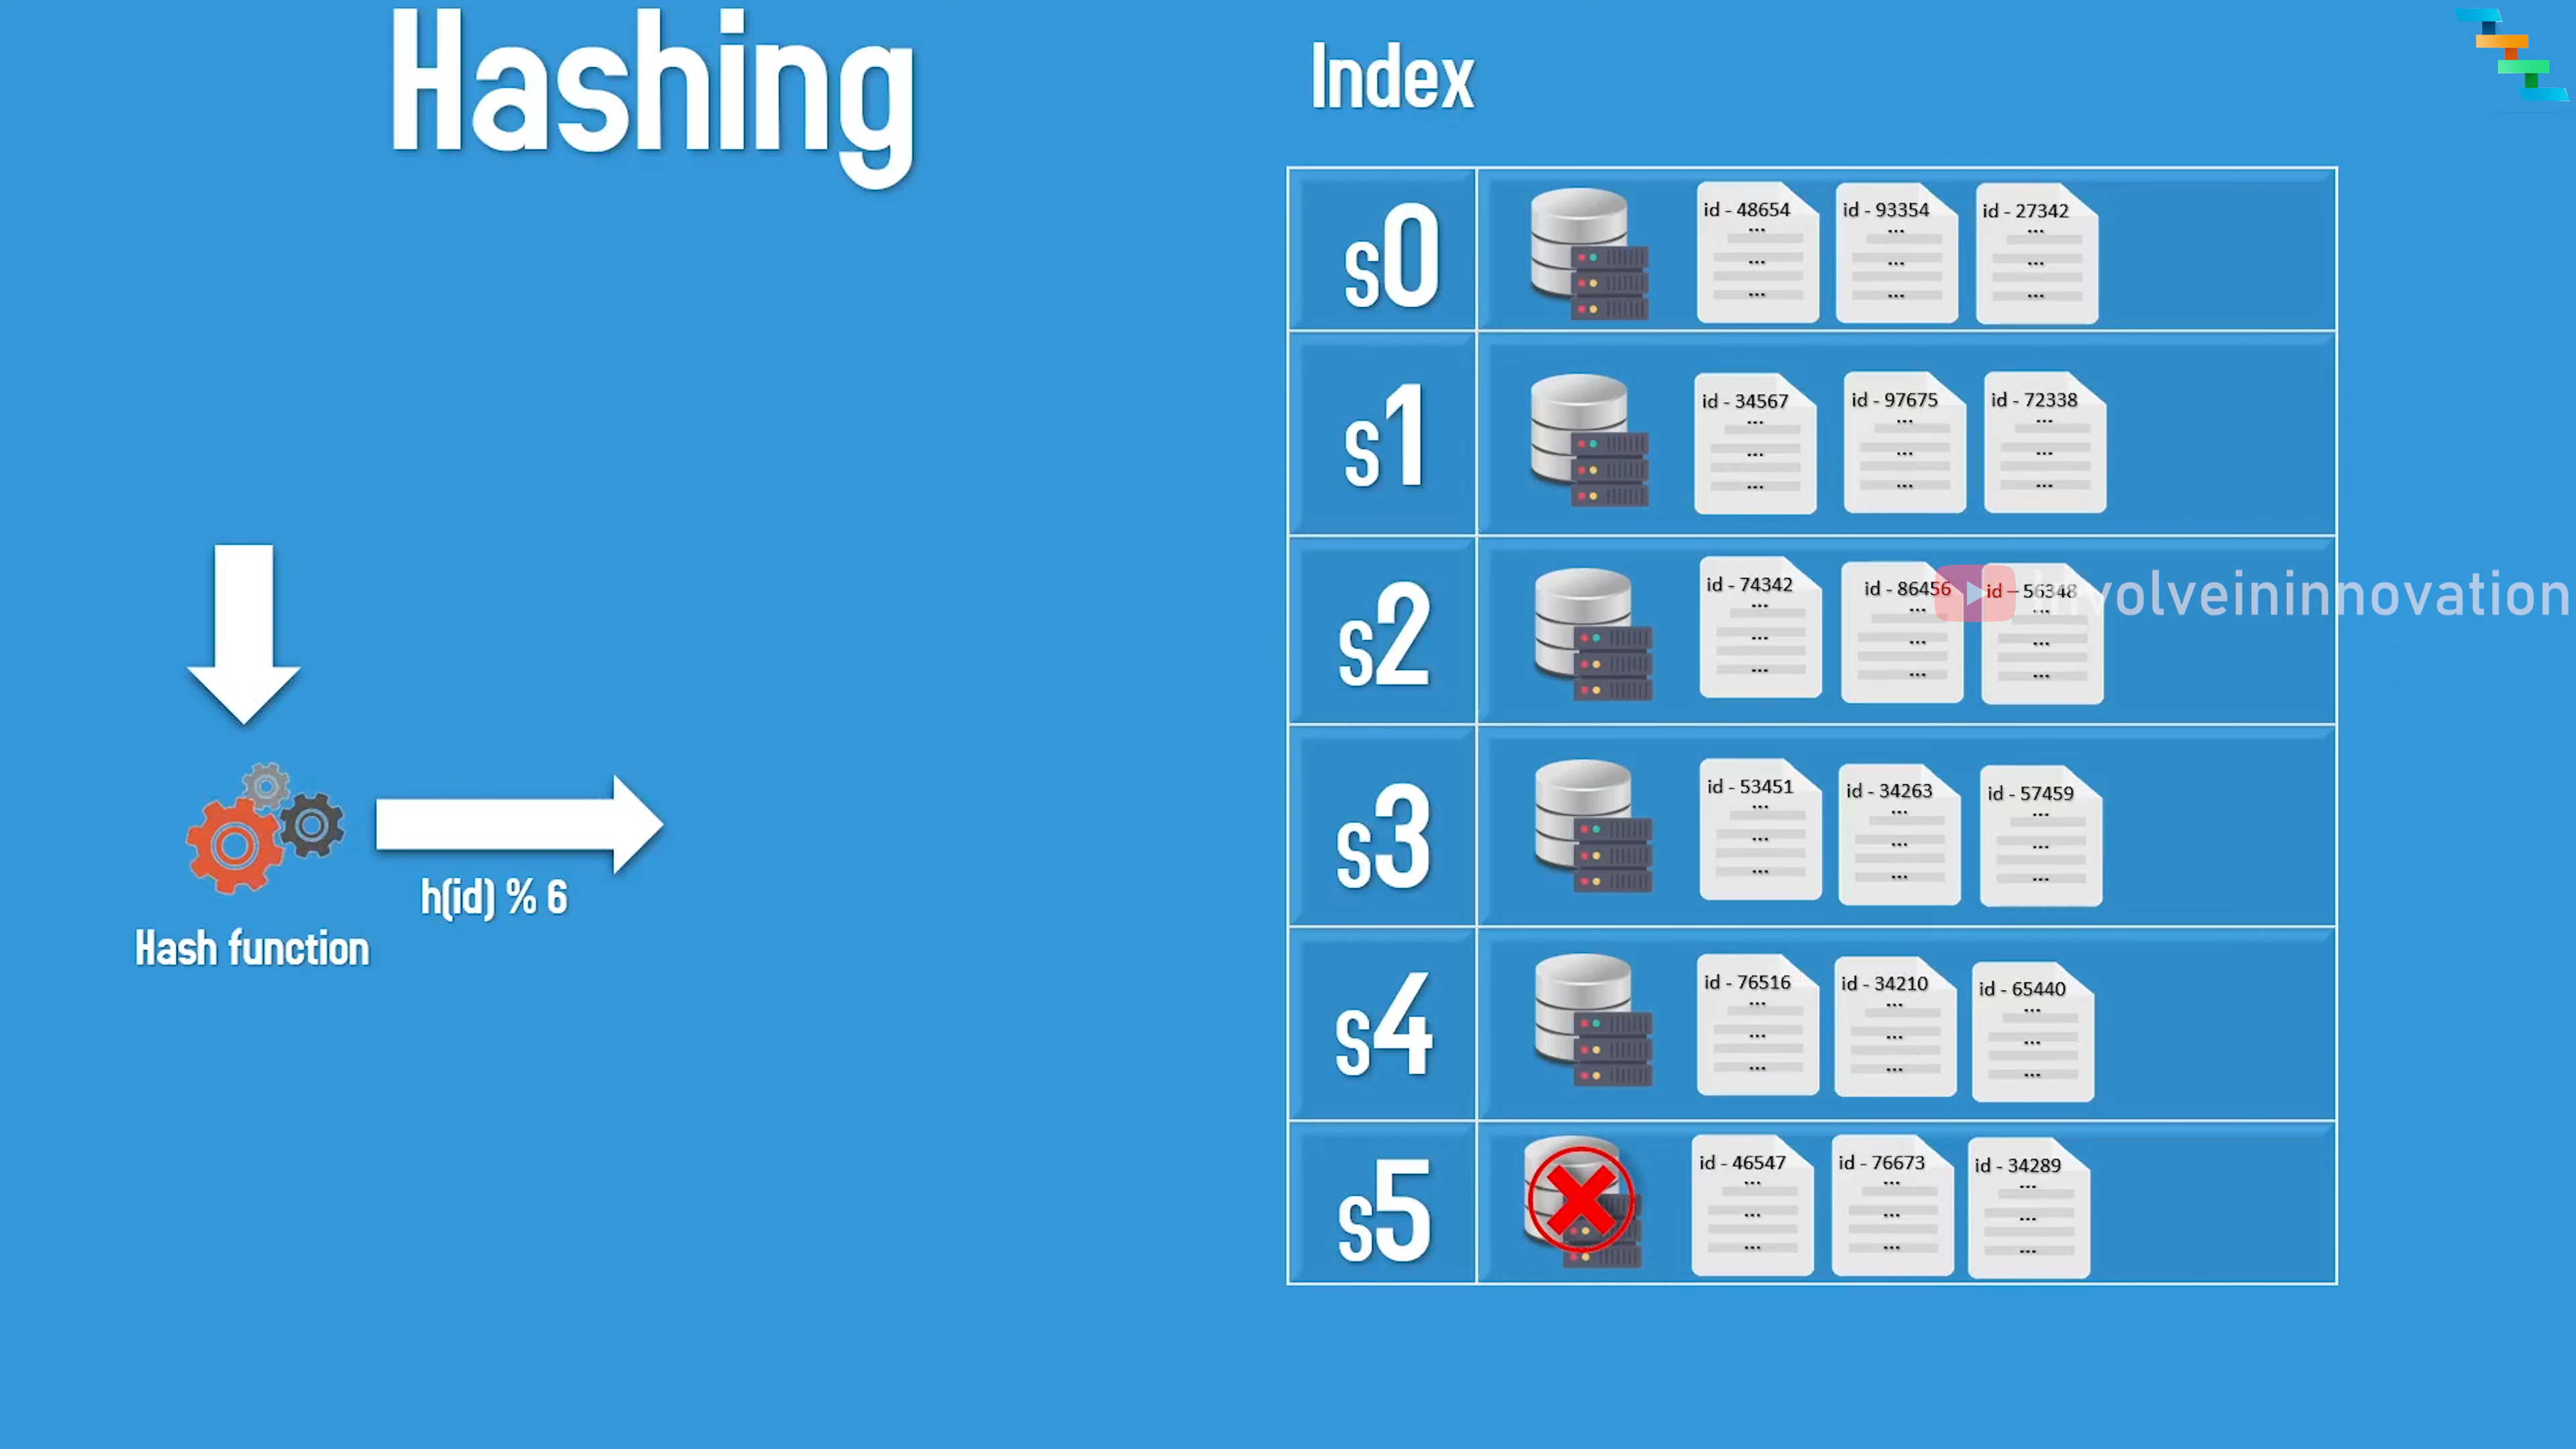 Hashing
Index
s0
id - 48654
id - 93354
id - 27342
s1
id - 34567
id - 97675
id - 72338
s2
id - 74342
id - 86456
id – 56348
volveininnovation
s3
id - 53451
id - 34263
id - 57459
h(id) % 6
Hash function
s4
id - 76516
id - 34210
id - 65440
s5
id - 46547
id - 76673
id - 34289